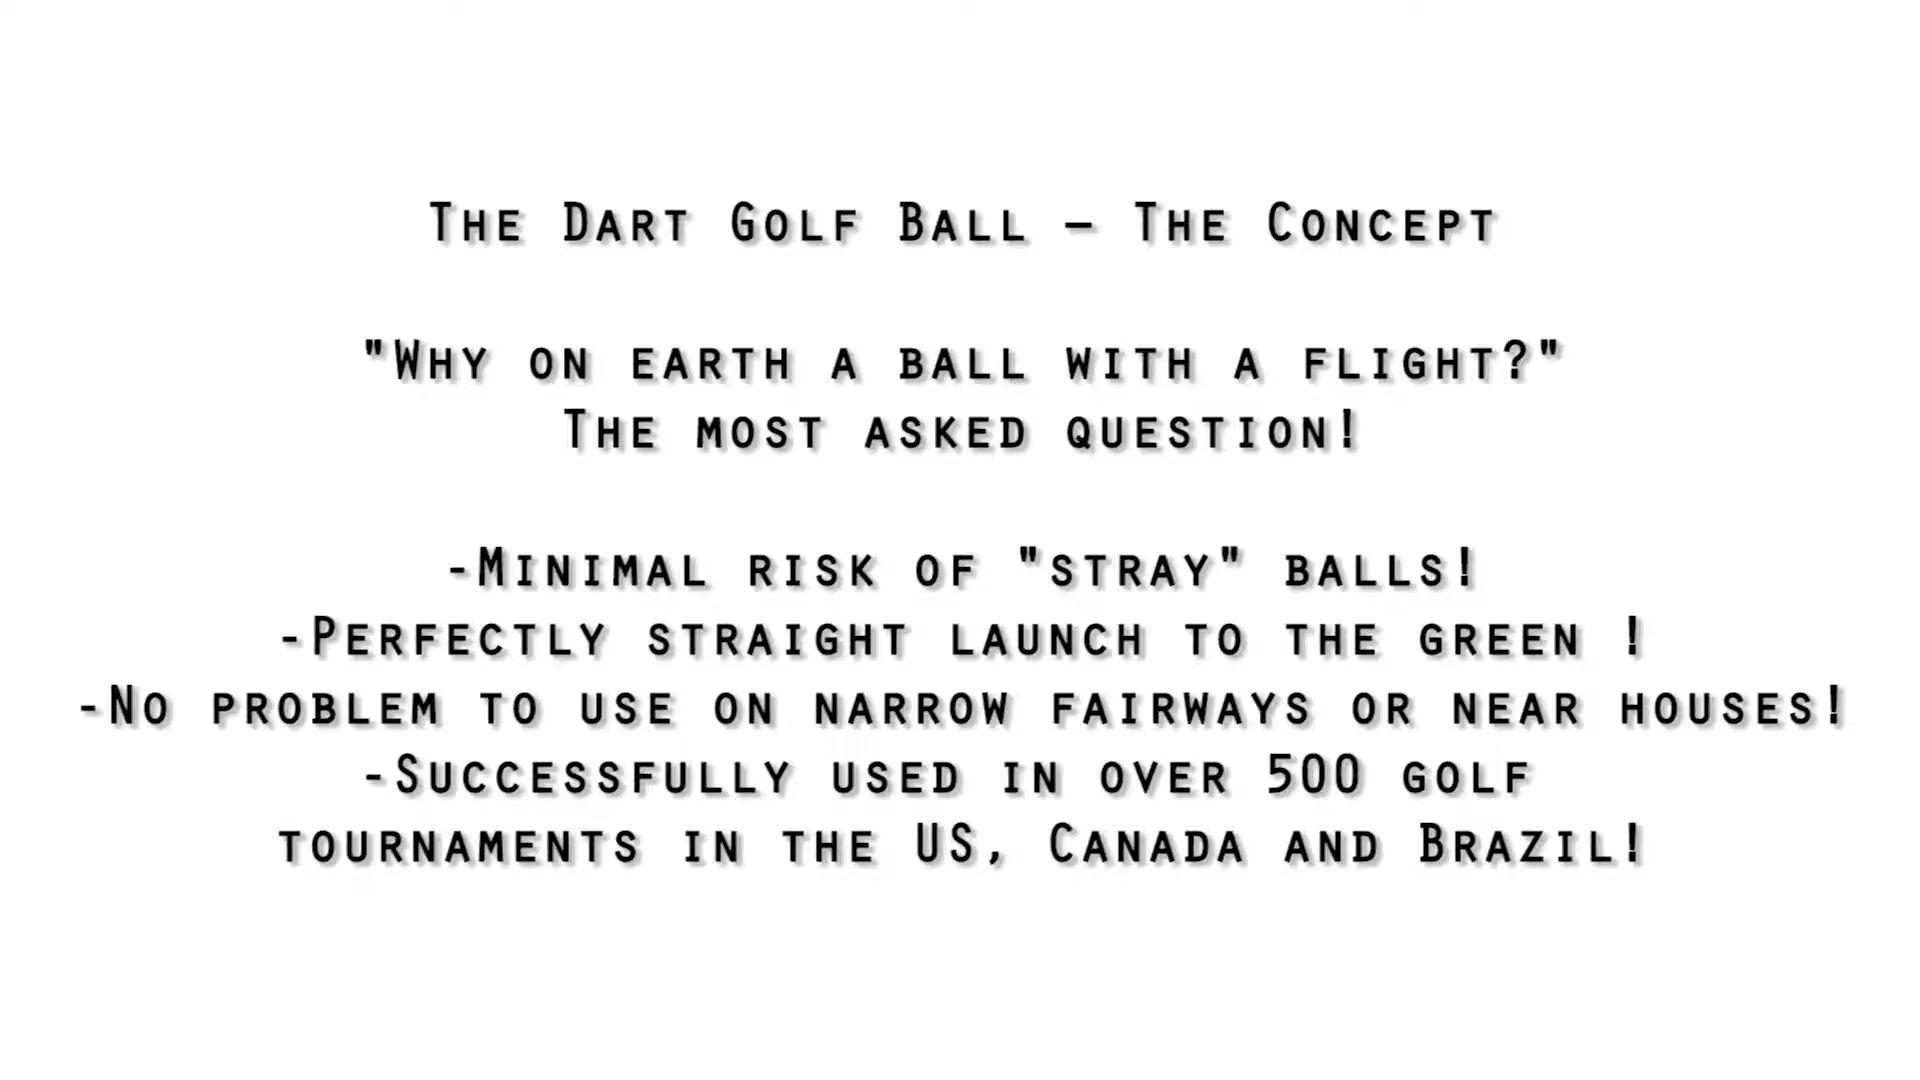 The Dart Golf Ball – The Concept
"Why on earth a ball with a flight?"
The most asked question!
-Minimal risk of "stray" balls!
-Perfectly straight launch to the green !
-No problem to use on narrow fairways or near houses!
-Successfully used in over 500 golf
tournaments in the US, Canada and Brazil!